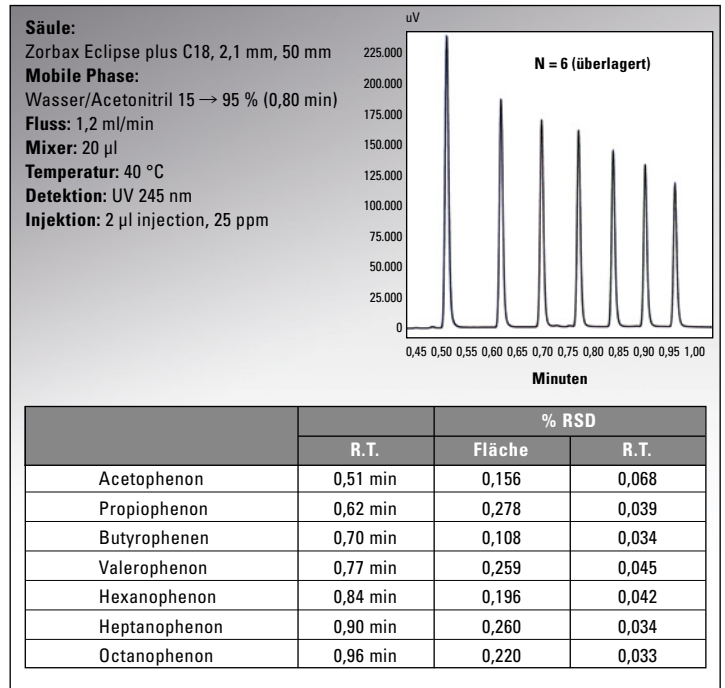 Säule:
Zorbax Eclipse plus C18, 2,1 mm, 50 mm
Mobile Phase:
Wasser/Acetonitril 15 → 95 % (0,80 min)
Fluss: 1,2 ml/min
Mixer: 20 µl
Temperatur: 40 °C
Detektion: UV 245 nm
Injektion: 2 µl injection, 25 ppm
uV
225.000
200.000
175.000
150.000
125.000
100.000
75.000
50.000
25.000
0
N = 6 (überlagert)
0,45 0,50 0,55 0,60 0,65 0,70 0,75 0,80 0,85 0,90 0,95 1,00
Minuten
% RSD
R.T. Fläche R.T.
Acetophenon 0,51 min 0,156 0,068
Propiophenon 0,62 min 0,278 0,039
Butyrophenen 0,70 min 0,108 0,034
Valerophenon 0,77 min 0,259 0,045
Hexanophenon 0,84 min 0,196 0,042
Heptanophenon 0,90 min 0,260 0,034
Octanophenon 0,96 min 0,220 0,033